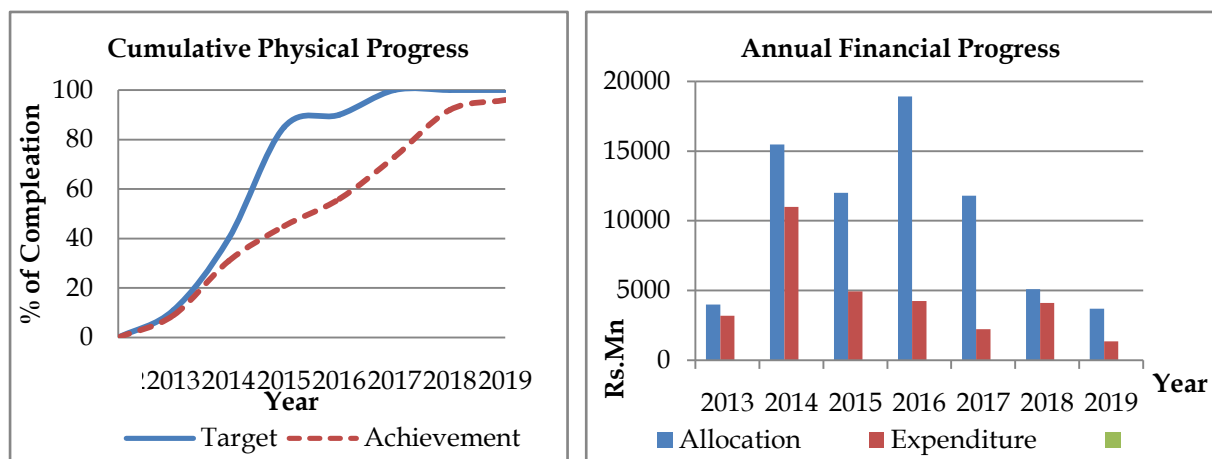 Cumulative Physical Progress
% of Compleation
100
80
60
40
20
0
2013 2014 2015 2016 2017 2018 2019
Year
Target Achievement
Annual Financial Progress
Rs.Mn
20000
15000
10000
5000
0
2013 2014 2015 2016 2017 2018 2019
Year
Allocation Expenditure